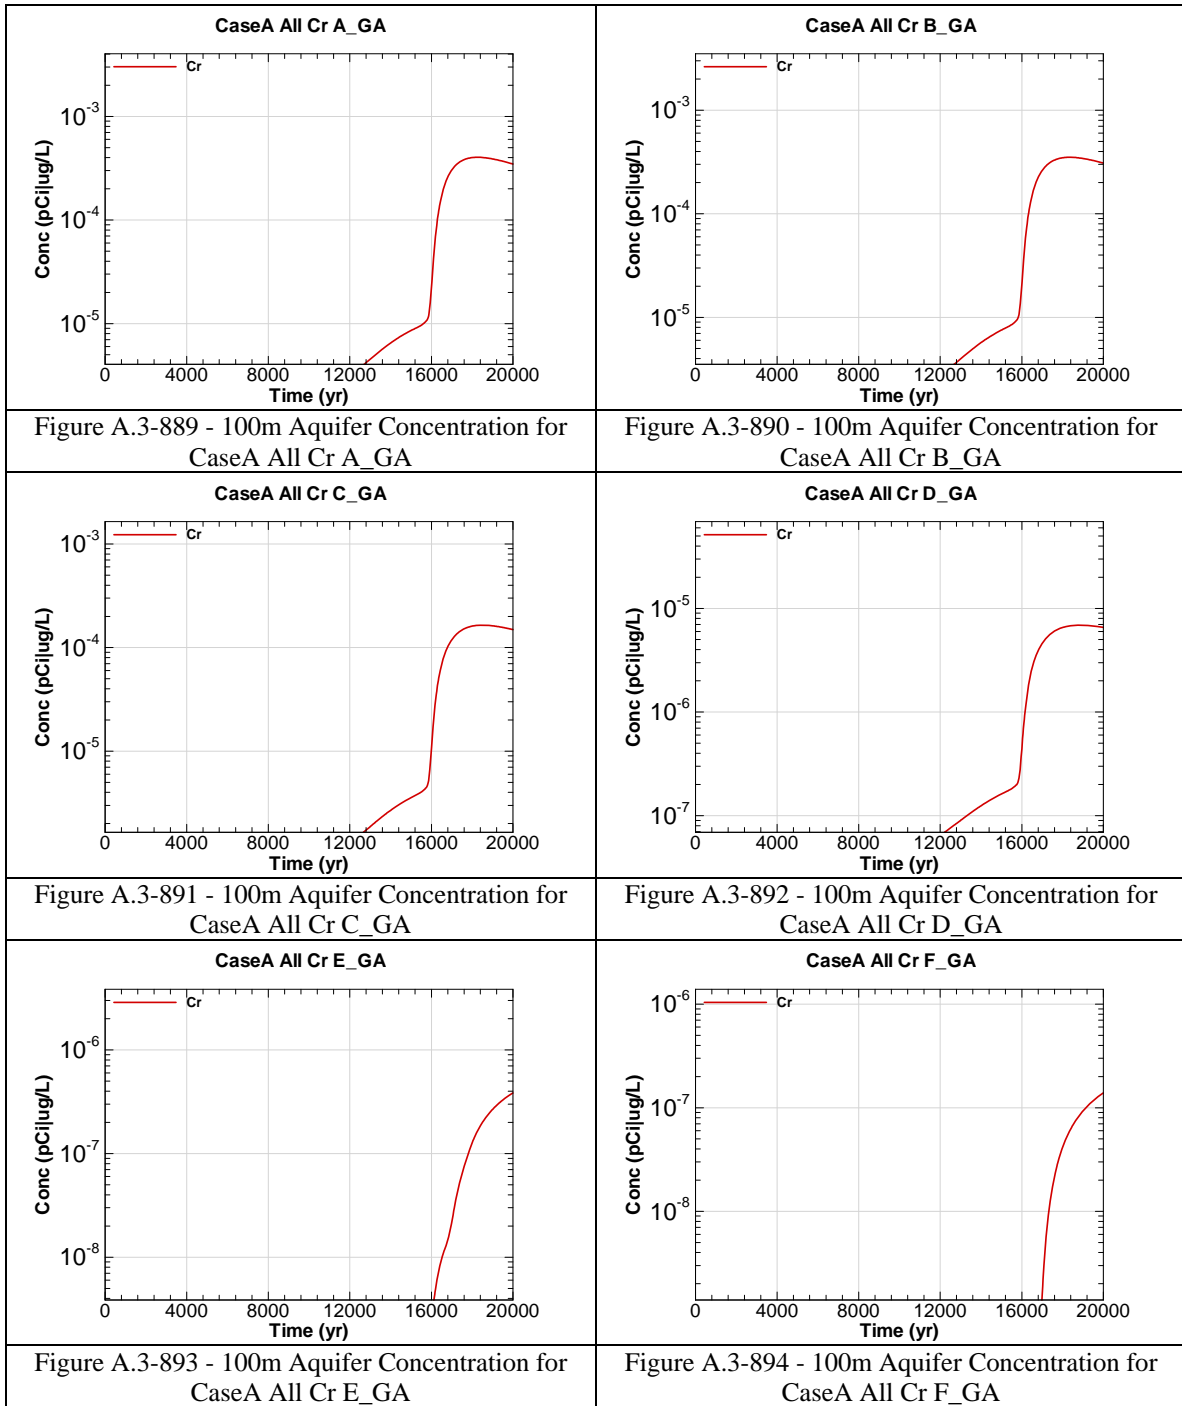 CaseA All Cr A_GA
Cr
10-3
10-4
10-5
Conc (pCi|ug/L)
0 4000 8000 12000 16000 20000
Time (yr)
Figure A.3-889 - 100m Aquifer Concentration for
CaseA All Cr A_GA
CaseA All Cr B_GA
Cr
10-3
10-4
10-5
Conc (pCi|ug/L)
0 4000 8000 12000 16000 20000
Time (yr)
Figure A.3-890 - 100m Aquifer Concentration for
CaseA All Cr B_GA
CaseA All Cr C_GA
Cr
10-3
10-4
10-5
Conc (pCi|ug/L)
0 4000 8000 12000 16000 20000
Time (yr)
Figure A.3-891 - 100m Aquifer Concentration for
CaseA All Cr C_GA
CaseA All Cr D_GA
Cr
10-5
10-6
10-7
Conc (pCi|ug/L)
0 4000 8000 12000 16000 20000
Time (yr)
Figure A.3-892 - 100m Aquifer Concentration for
CaseA All Cr D_GA
CaseA All Cr E_GA
Cr
10-6
10-7
10-8
Conc (pCi|ug/L)
0 4000 8000 12000 16000 20000
Time (yr)
Figure A.3-893 - 100m Aquifer Concentration for
CaseA All Cr E_GA
CaseA All Cr F_GA
Cr
10-6
10-7
10-8
Conc (pCi|ug/L)
0 4000 8000 12000 16000 20000
Time (yr)
Figure A.3-894 - 100m Aquifer Concentration for
CaseA All Cr F_GA